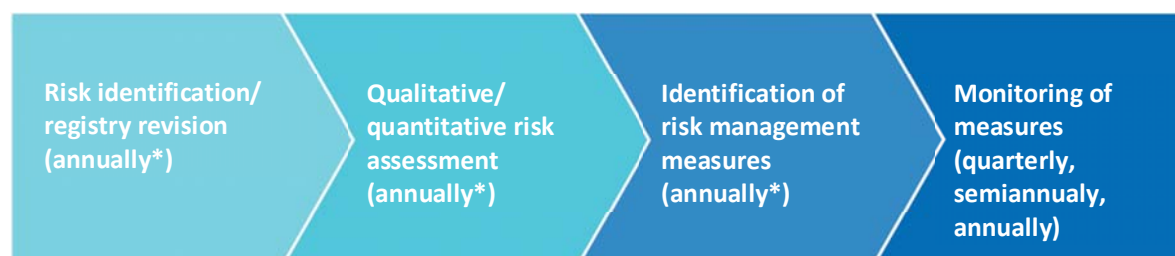 Risk identification/
registry revision
(annually*)
Qualitative/
quantitative risk
assessment
(annually*)
Identification of
risk management
measures
(annually*)
Monitoring of
measures
(quarterly,
semiannualy,
annually)